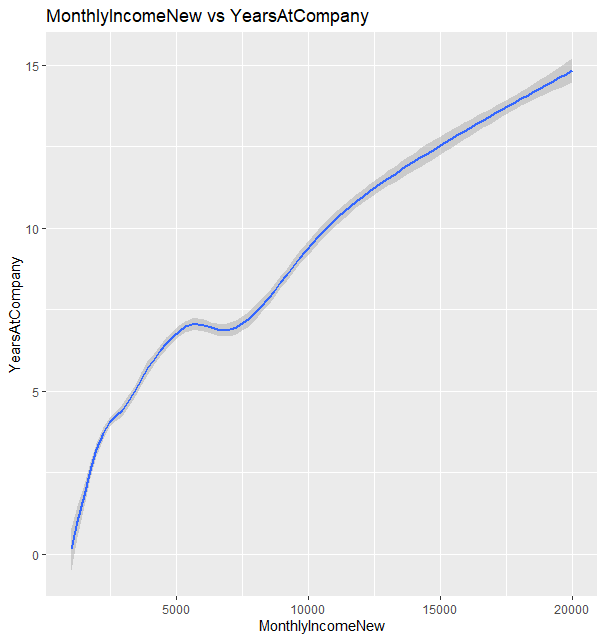 MonthlyIncomeNew vs YearsAtCompany
YearsAtCompany
15
10
5
0
5000 10000 15000 20000
MonthlyIncomeNew